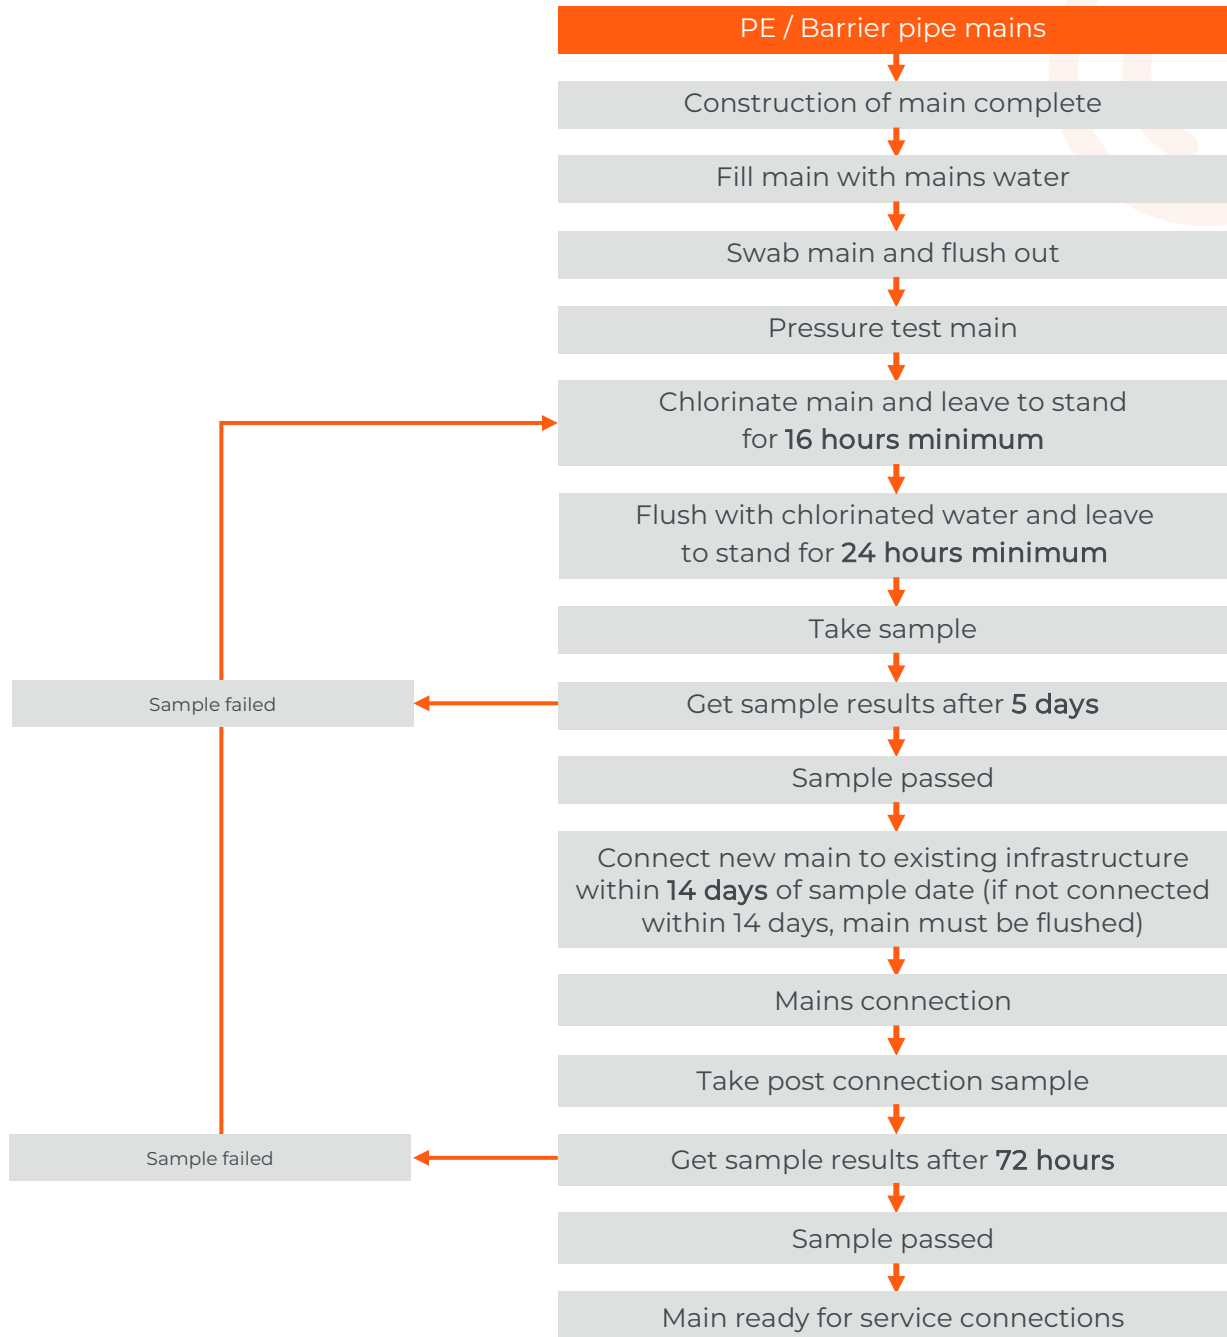 PE / Barrier pipe mains
Construction of main complete
Fill main with mains water
Swab main and flush out
Pressure test main
Chlorinate main and leave to stand
for 16 hours minimum
Flush with chlorinated water and leave
to stand for 24 hours minimum
Take sample
Sample failed
Get sample results after 5 days
Sample passed
Connect new main to existing infrastructure
within 14 days of sample date (if not connected
within 14 days, main must be flushed)
Mains connection
Take post connection sample
Sample failed
Get sample results after 72 hours
Sample passed
Main ready for service connections